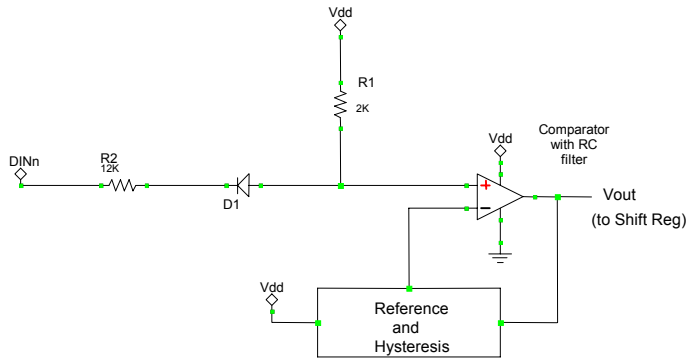 Vdd
R1
2K
Vdd
Comparator
with RC
filter
DINn
R2
12K
D1
+
−
Vout
(to Shift Reg)
Vdd
Reference
and
Hysteresis